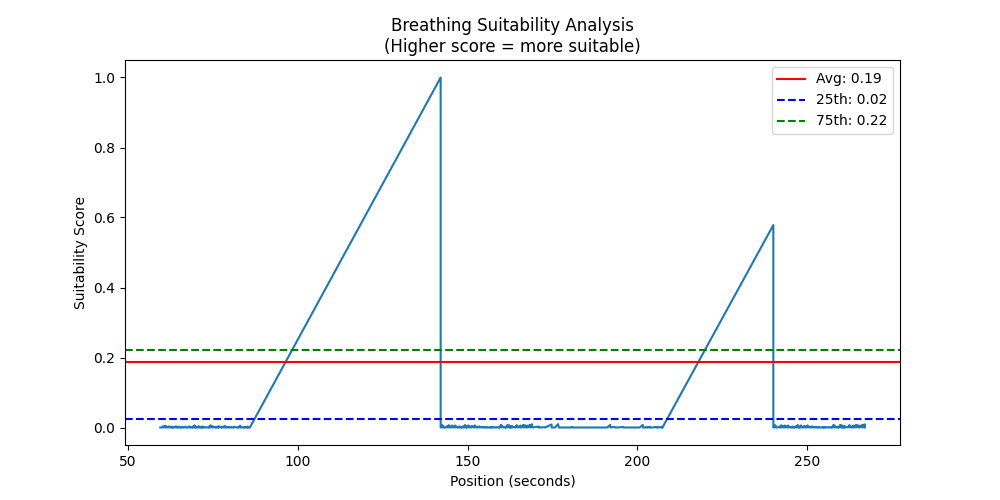 Breathing Suitability Analysis
(Higher score = more suitable)
Avg: 0.19
25th: 0.02
75th: 0.22
1.0
0.8
0.6
0.4
0.2
0.0
Suitability Score
50
100
150
200
250
Position (seconds)